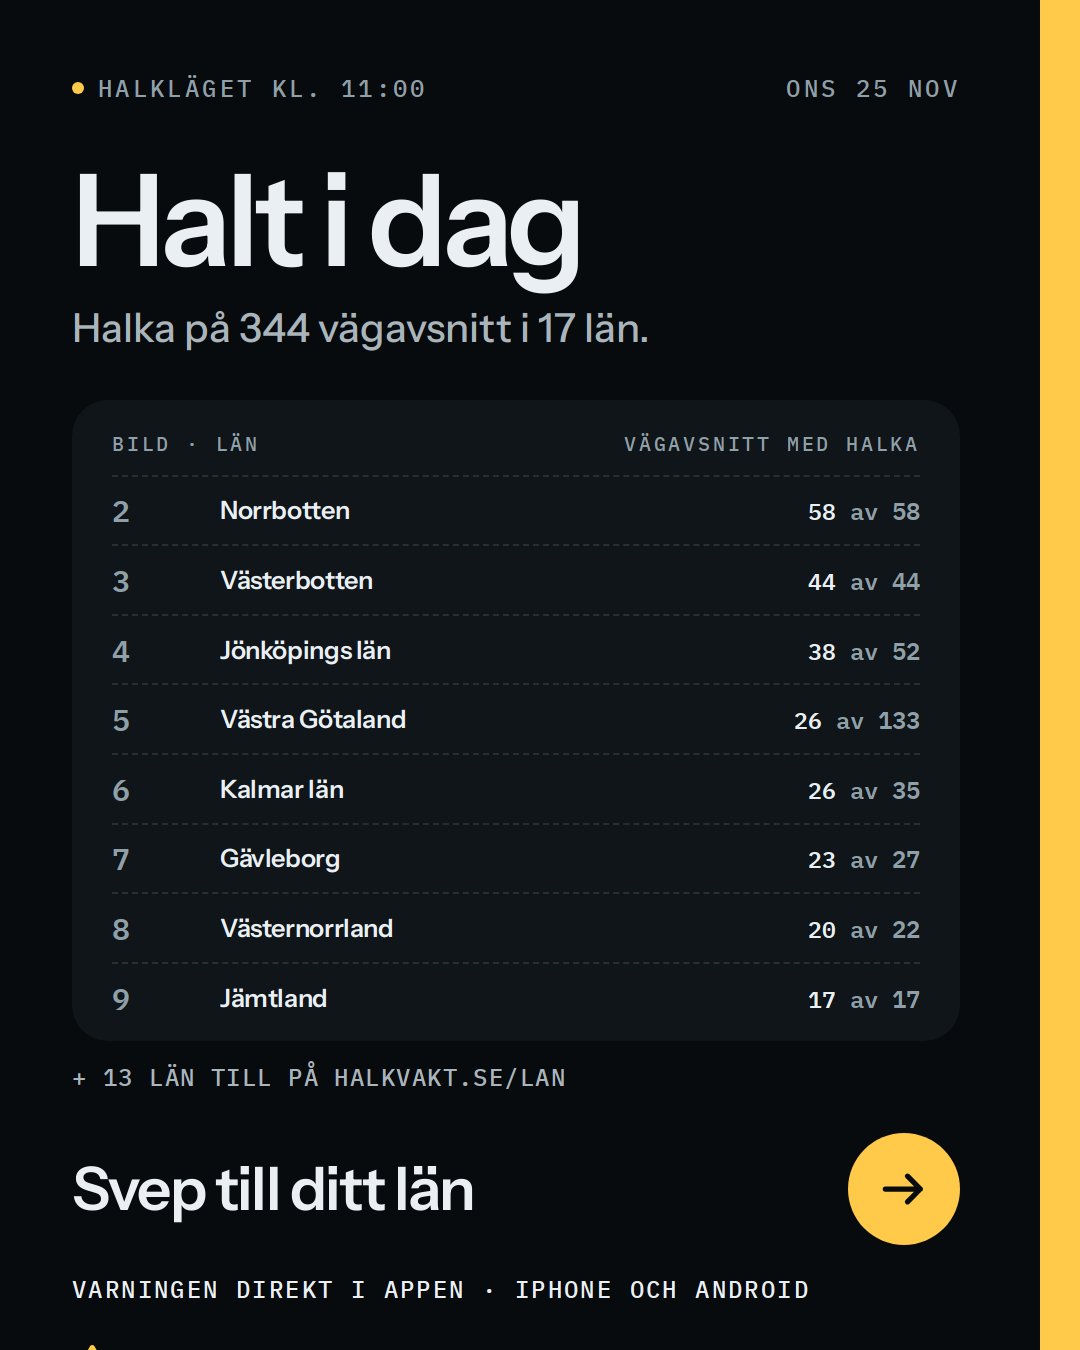 HALKLÄGET KL. 11:00 ONS 25 NOV
Halt i dag
Halka på 344 vägavsnitt i 17 län.
BILD · LÄN VÄGAVSNITT MED HALKA
2 Norrbotten 58 av 58
3 Västerbotten 44 av 44
4 Jönköpings län 38 av 52
5 Västra Götaland 26 av 133
6 Kalmar län 26 av 35
7 Gävleborg 23 av 27
8 Västernorrland 20 av 22
9 Jämtland 17 av 17
+ 13 LÄN TILL PÅ HALKVAKT.SE/LAN
Svep till ditt län
VARNINGEN DIREKT I APPEN · IPHONE OCH ANDROID